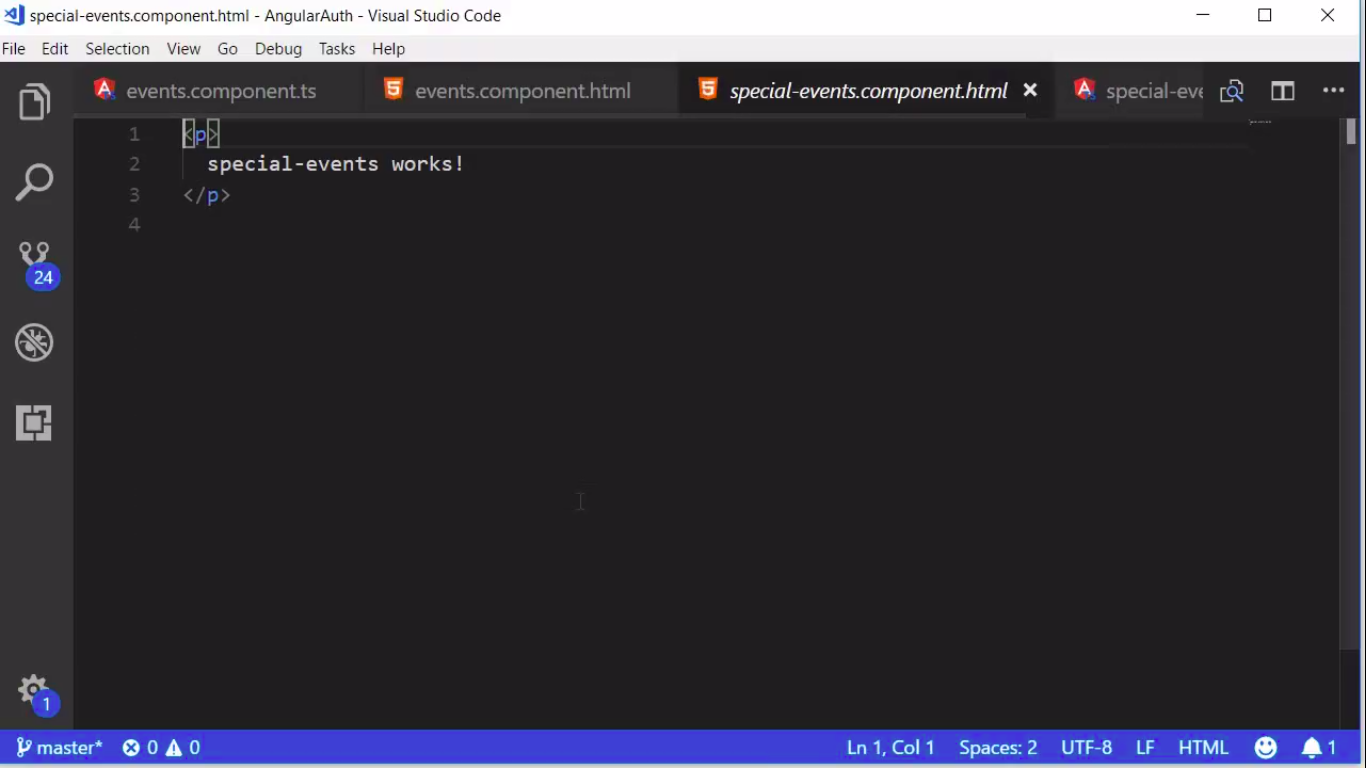 special-events.component.html - AngularAuth - Visual Studio Code
File Edit Selection View Go Debug Tasks Help
events.component.ts events.component.html special-events.component.html special-eve
1 <p>
2 special-events works!
3 </p>
4
24
1
master* 0 0 Ln 1, Col 1 Spaces: 2 UTF-8 LF HTML 1